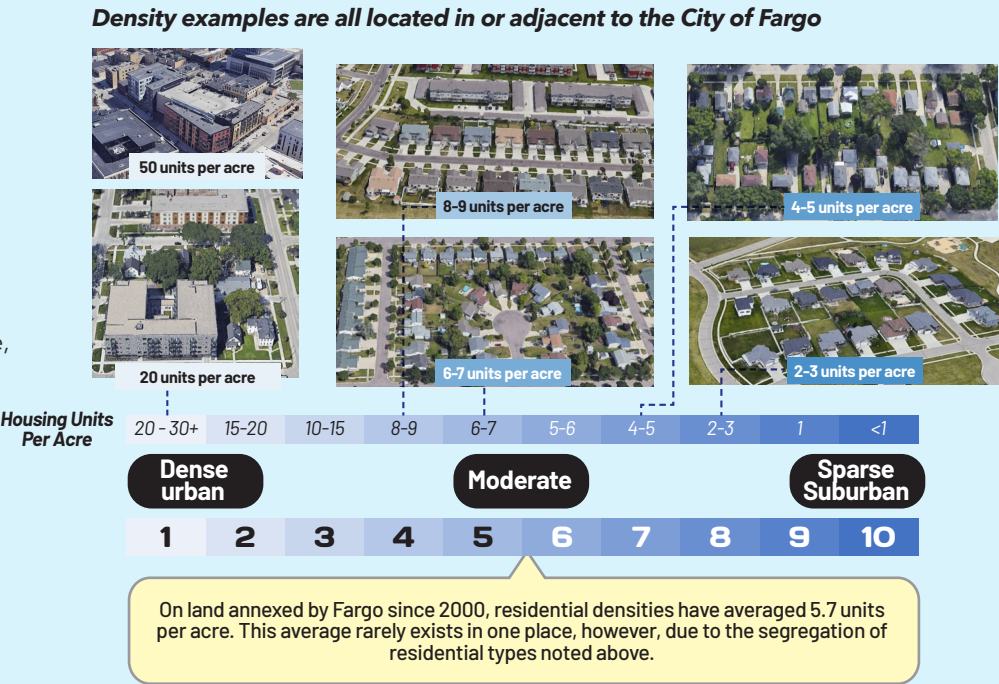 Density examples are all located in or adjacent to the City of Fargo
50 units per acre
20 units per acre
8-9 units per acre
6-7 units per acre
4-5 units per acre
2-3 units per acre
e,
Housing Units
Per Acre
20 - 30+ 15-20 10-15 8-9 6-7 5-6 4-5 2-3 1 <1
Dense
urban
Moderate
Sparse
Suburban
1 2 3 4 5 6 7 8 9 10
On land annexed by Fargo since 2000, residential densities have averaged 5.7 units
per acre. This average rarely exists in one place, however, due to the segregation of
residential types noted above.